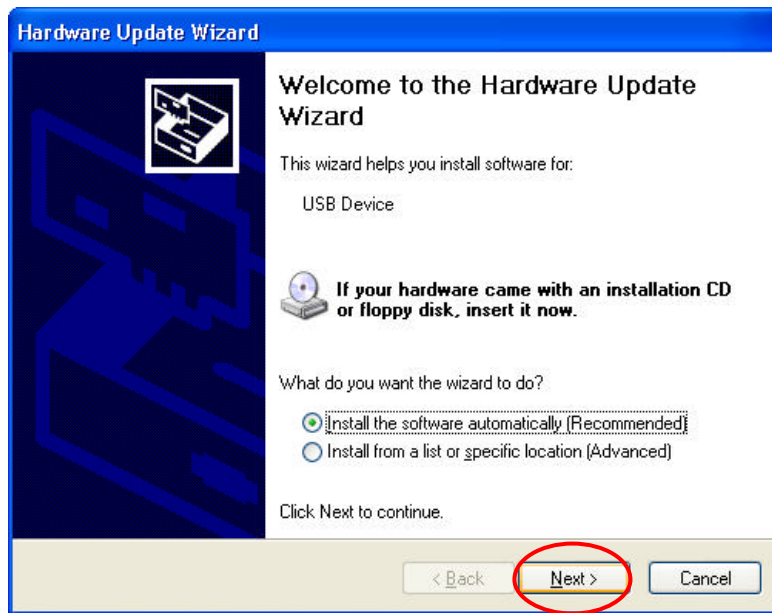 Hardware Update Wizard
Welcome to the Hardware Update
Wizard
This wizard helps you install software for:
USB Device
If your hardware came with an installation CD
or floppy disk, insert it now.
What do you want the wizard to do?
Install the software automatically (Recommended)
Install from a list or specific location (Advanced)
Click Next to continue.
< Back Next > Cancel